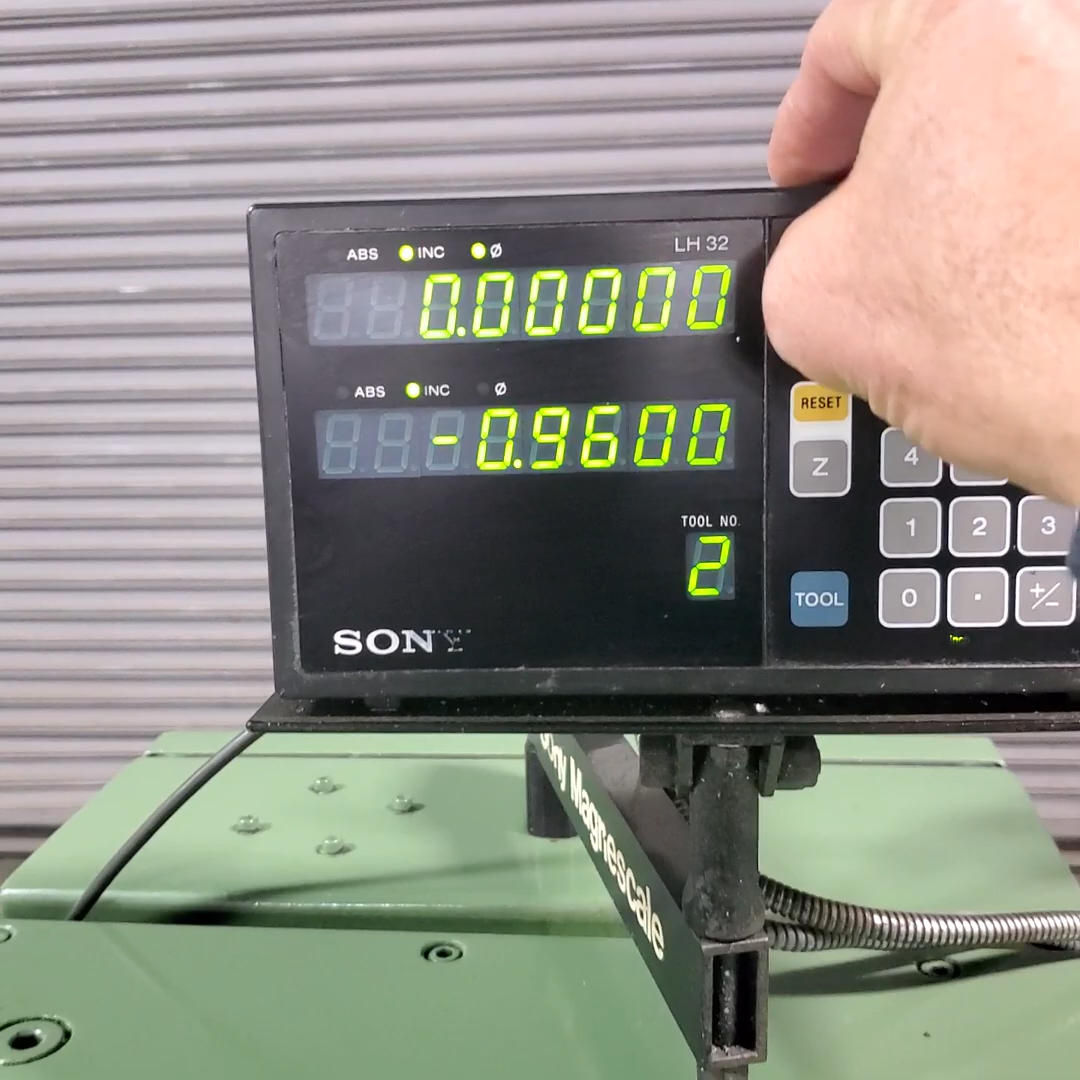 ABS INC Ø LH 32
0.00000
ABS INC Ø
-0.9600
TOOL NO.
2
SONY
RESET
Z
4
1 2 3
TOOL 0 . +/-
Sony Magnescale